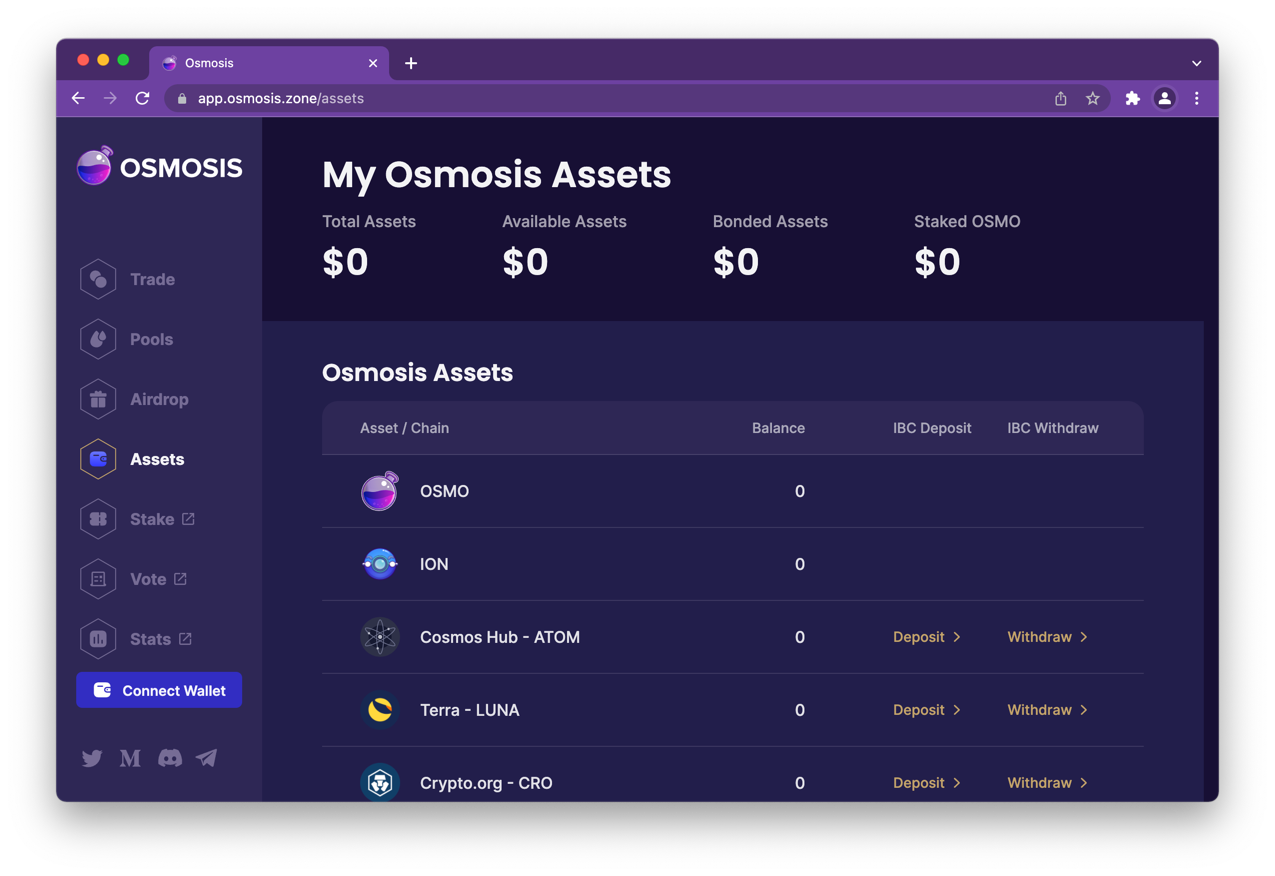 Osmosis
app.osmosis.zone/assets
OSMOSIS
Trade
Pools
Airdrop
Assets
Stake
Vote
Stats
Connect Wallet
My Osmosis Assets
Total Assets Available Assets Bonded Assets Staked OSMO
$0 $0 $0 $0
Osmosis Assets
Asset / Chain Balance IBC Deposit IBC Withdraw
OSMO 0
ION 0
Cosmos Hub - ATOM 0 Deposit Withdraw
Terra - LUNA 0 Deposit Withdraw
Crypto.org - CRO 0 Deposit Withdraw